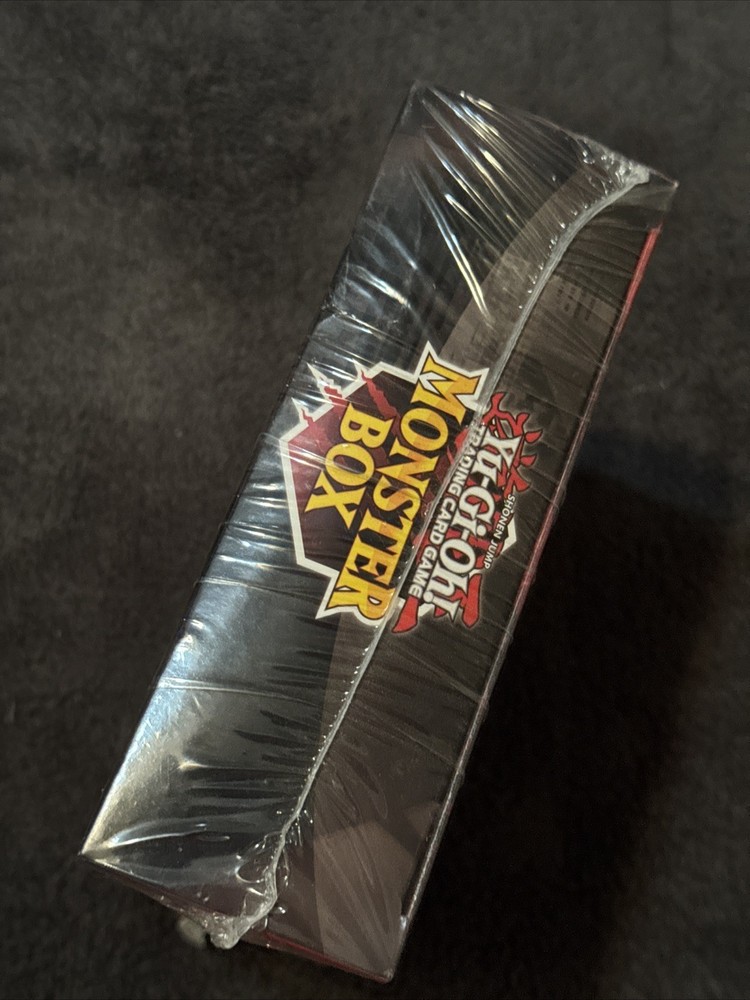 SHONEN JUMP
Yu-Gi-Oh!
TRADING CARD GAME
MONSTER
BOX